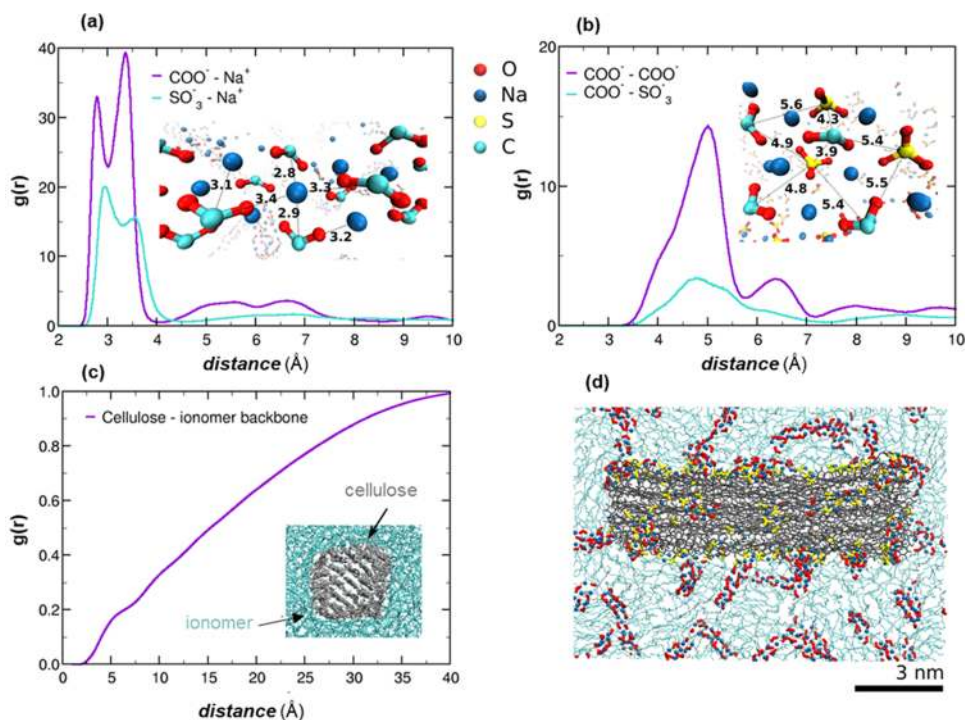 (a)
40
30
20
10
0
g(r)
COO⁻ - Na⁺
SO⁻₃ - Na⁺
3.1
3.4
2.8
2.9
3.3
3.2
2 3 4 5 6 7 8 9 10
distance (Å)
O
Na
S
C
(b)
20
10
0
g(r)
COO⁻ - COO⁻
COO⁻ - SO⁻₃
5.6
4.3
4.9
3.9
5.4
4.8
5.4
5.5
2 3 4 5 6 7 8 9 10
distance (Å)
(c)
1.0
0.8
0.6
0.4
0.2
0.0
g(r)
Cellulose - ionomer backbone
cellulose
ionomer
0 5 10 15 20 25 30 35 40
distance (Å)
(d)
3 nm